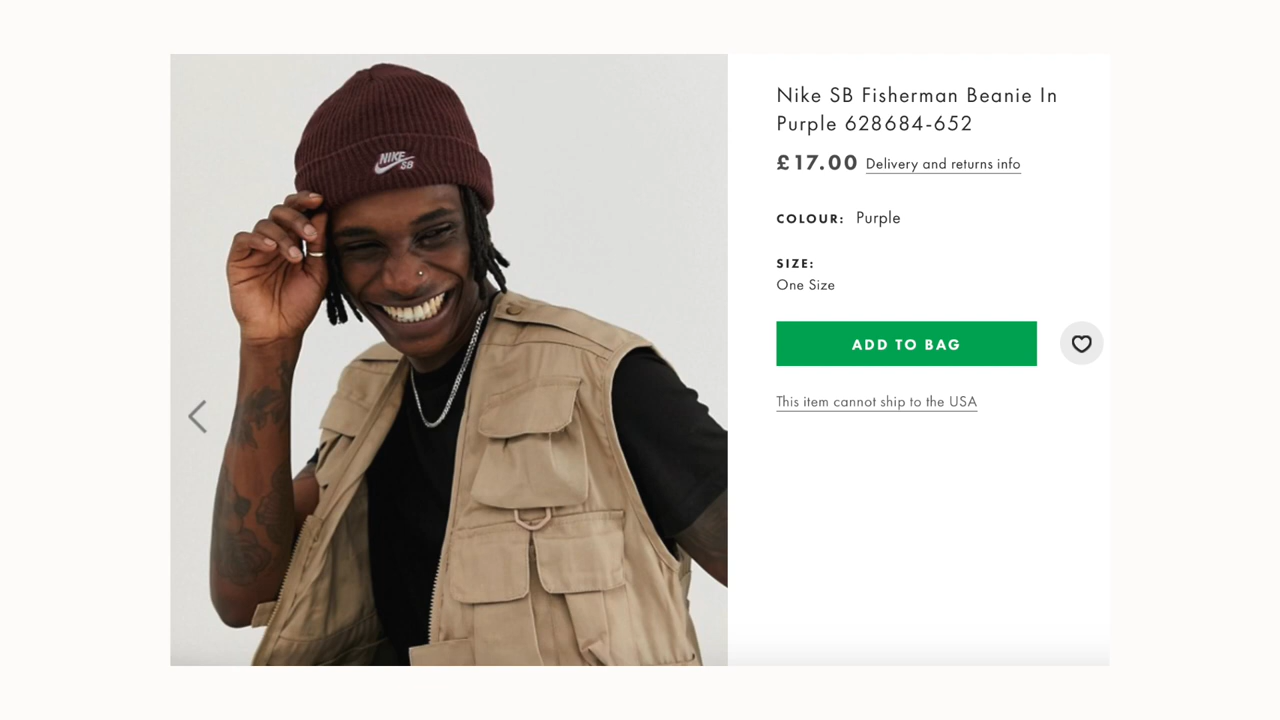 NIKE
SB
Nike SB Fisherman Beanie In
Purple 628684-652
£17.00 Delivery and returns info
COLOUR: Purple
SIZE:
One Size
ADD TO BAG
This item cannot ship to the USA